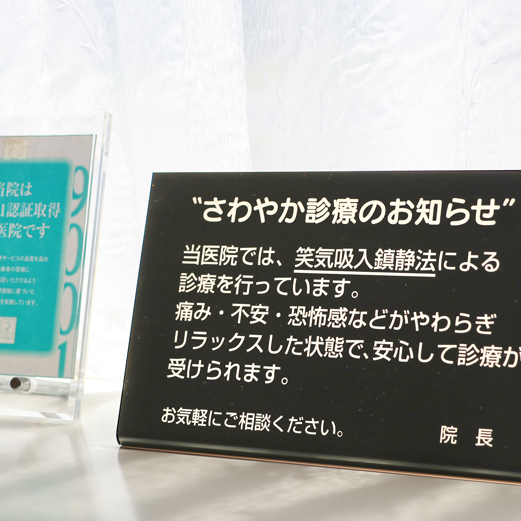 当院は
1認証取得
医院です
9001
"さわやか診療のお知らせ"
当医院では、笑気吸入鎮静法による
診療を行っています。
痛み・不安・恐怖感などがやわらぎ
リラックスした状態で、安心して診療が
受けられます。
お気軽にご相談ください。
院 長